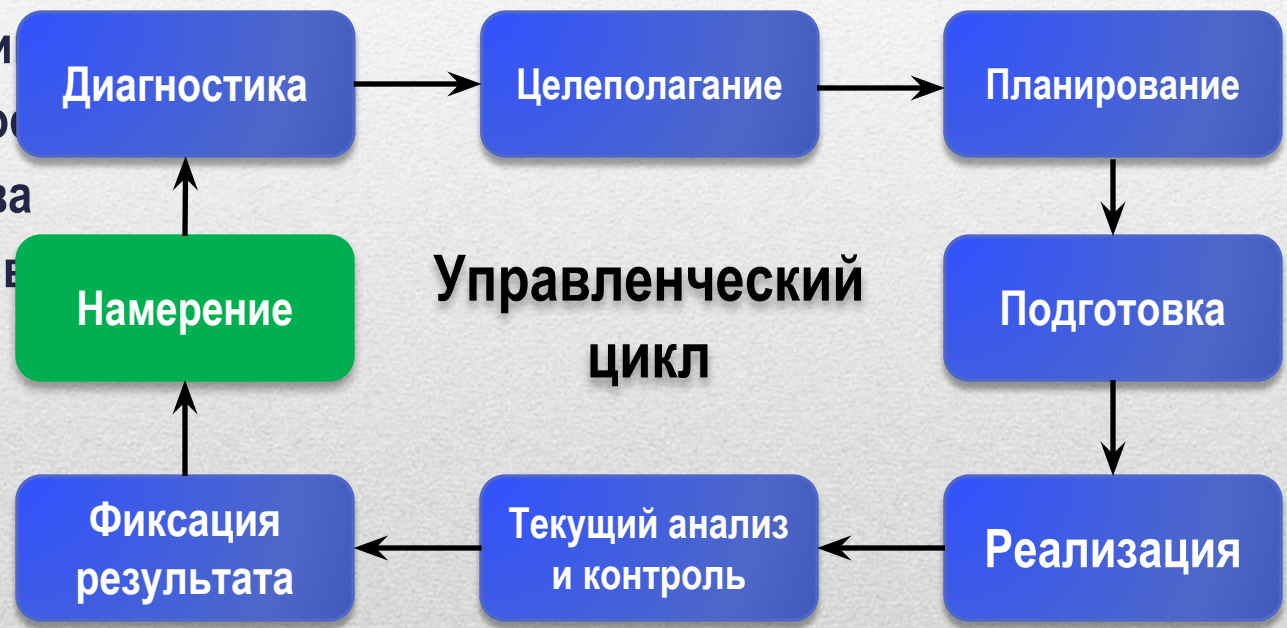 Диагностика
Целеполагание
Планирование
Намерение
Управленческий
цикл
Подготовка
Фиксация
результата
Текущий анализ
и контроль
Реализация